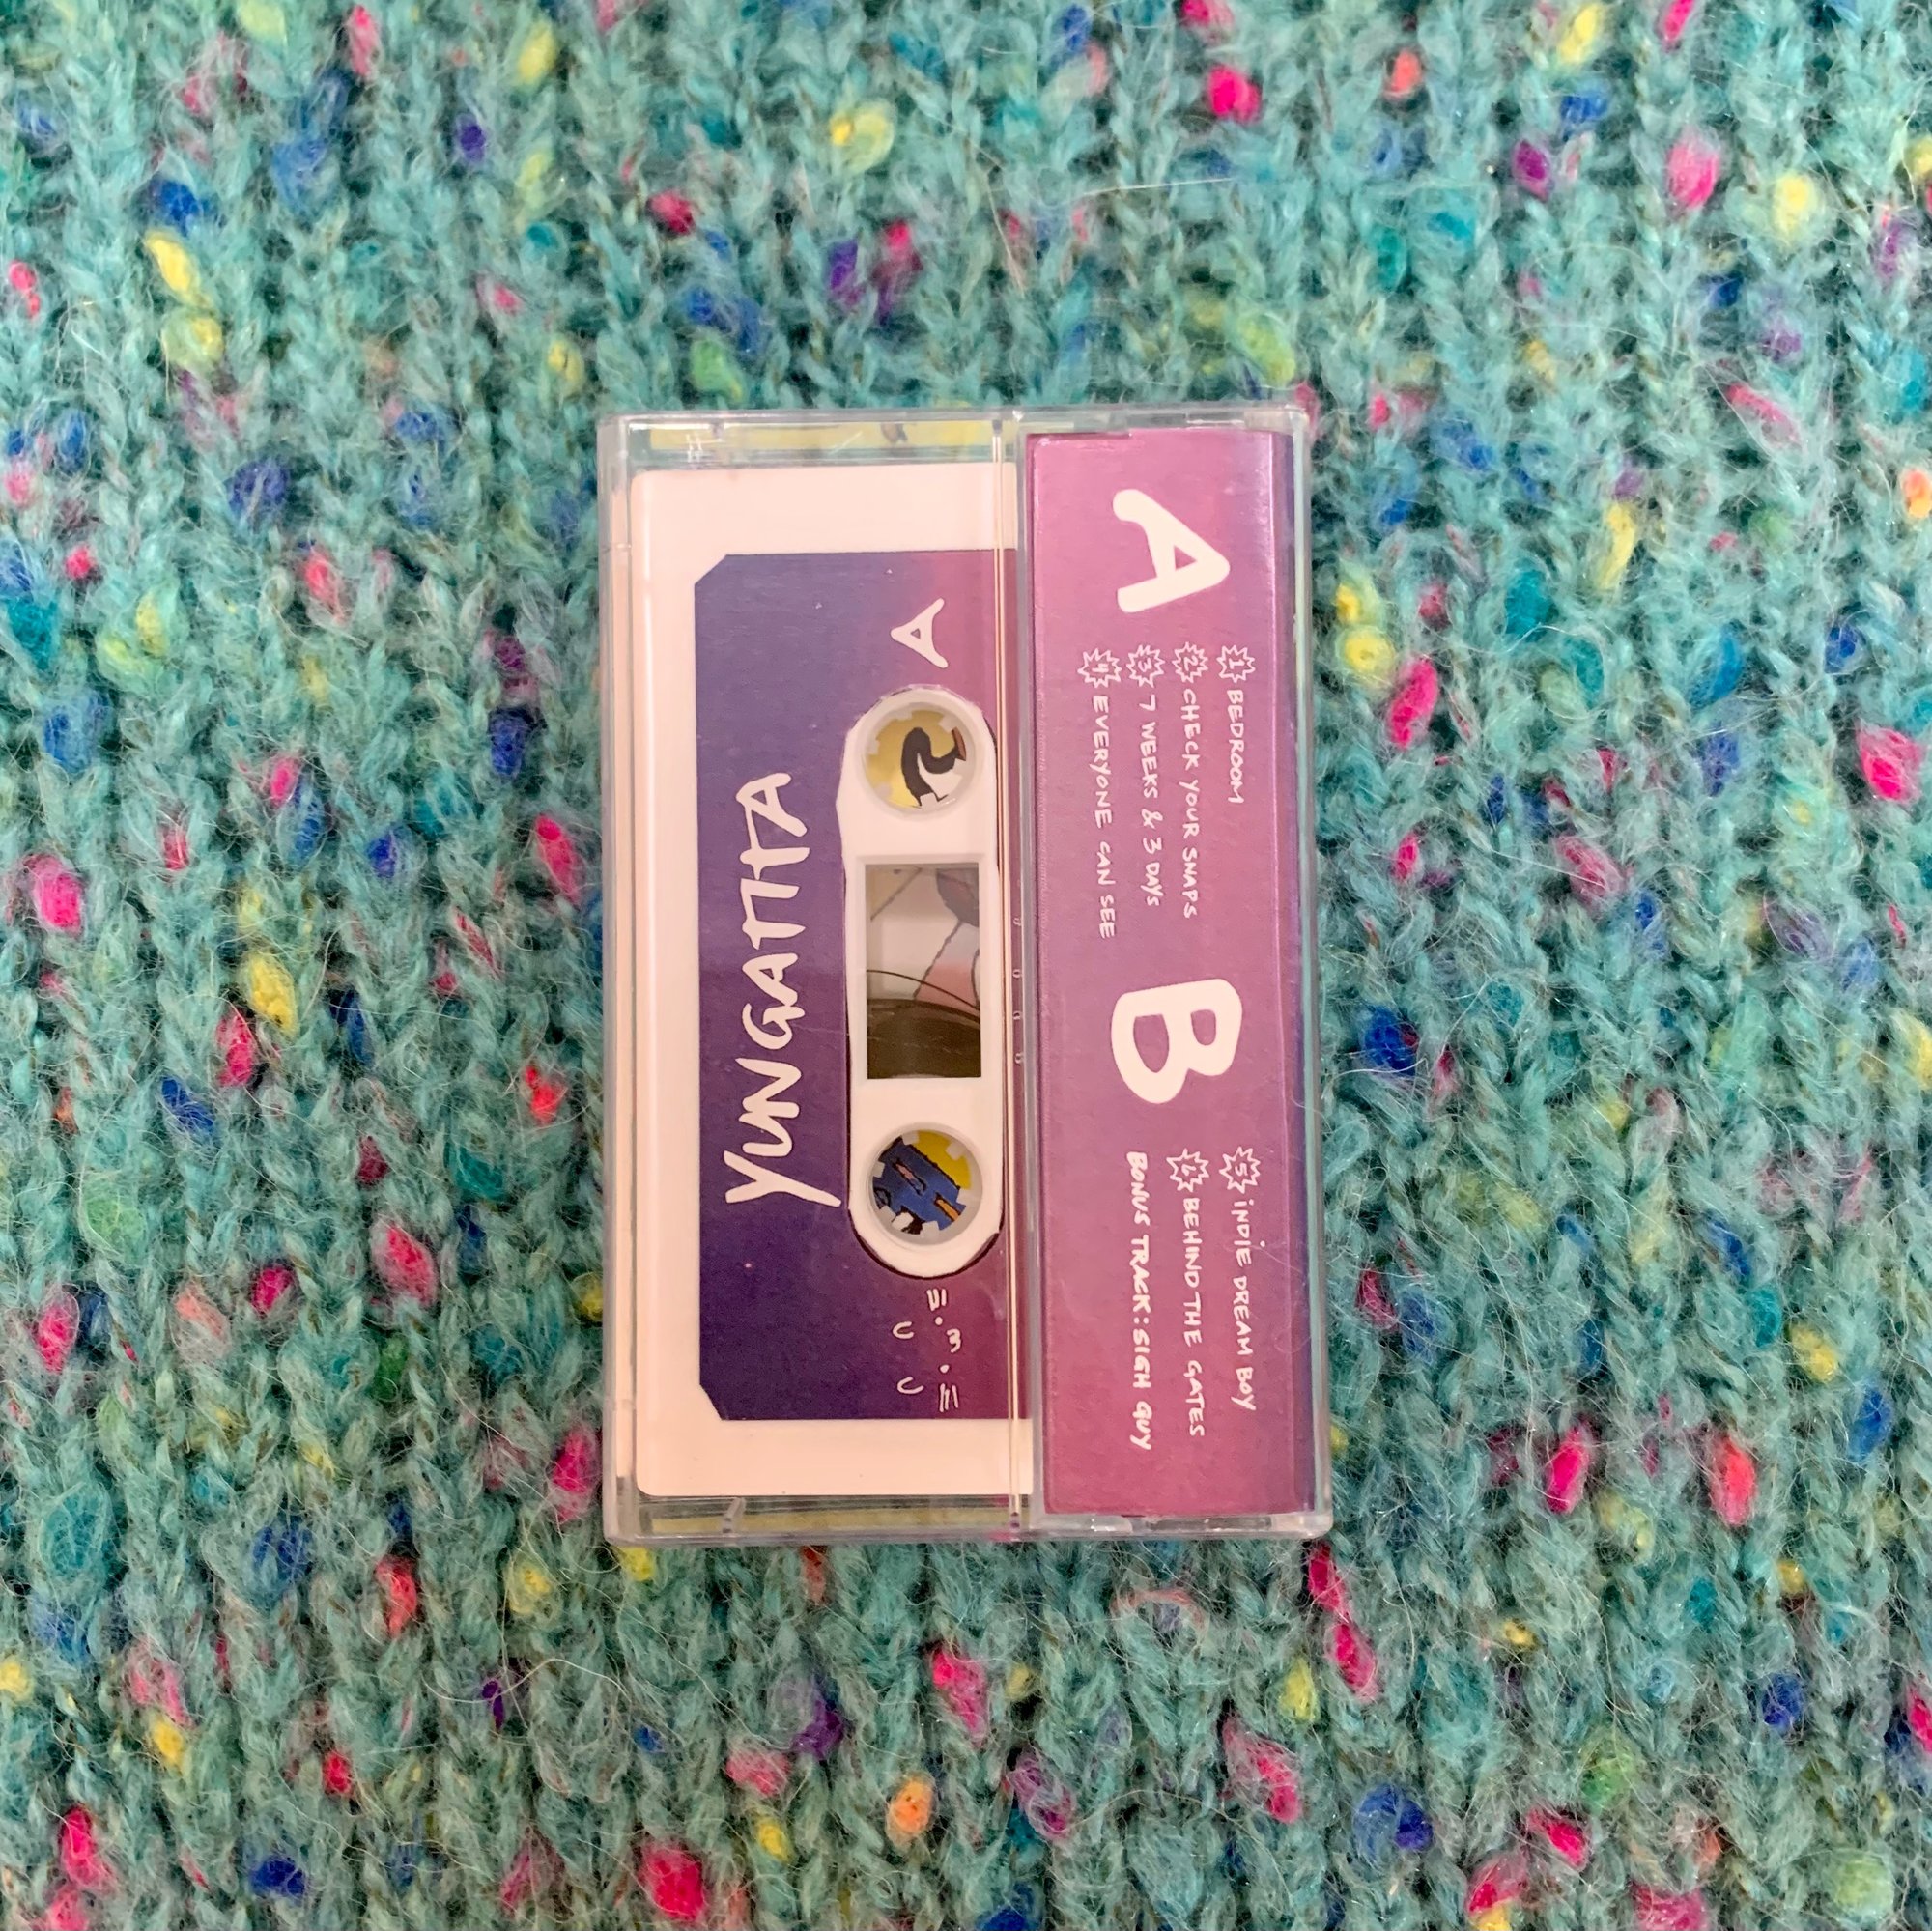 YUNGATITA
A
A
1 BEDROOM
2 CHECK YOUR SNAPS
3 7 WEEKS & 3 DAYS
4 EVERYONE CAN SEE
B
5 INDIE DREAM BOY
6 BEHIND THE GATES
BONUS TRACK: SIGH GUY